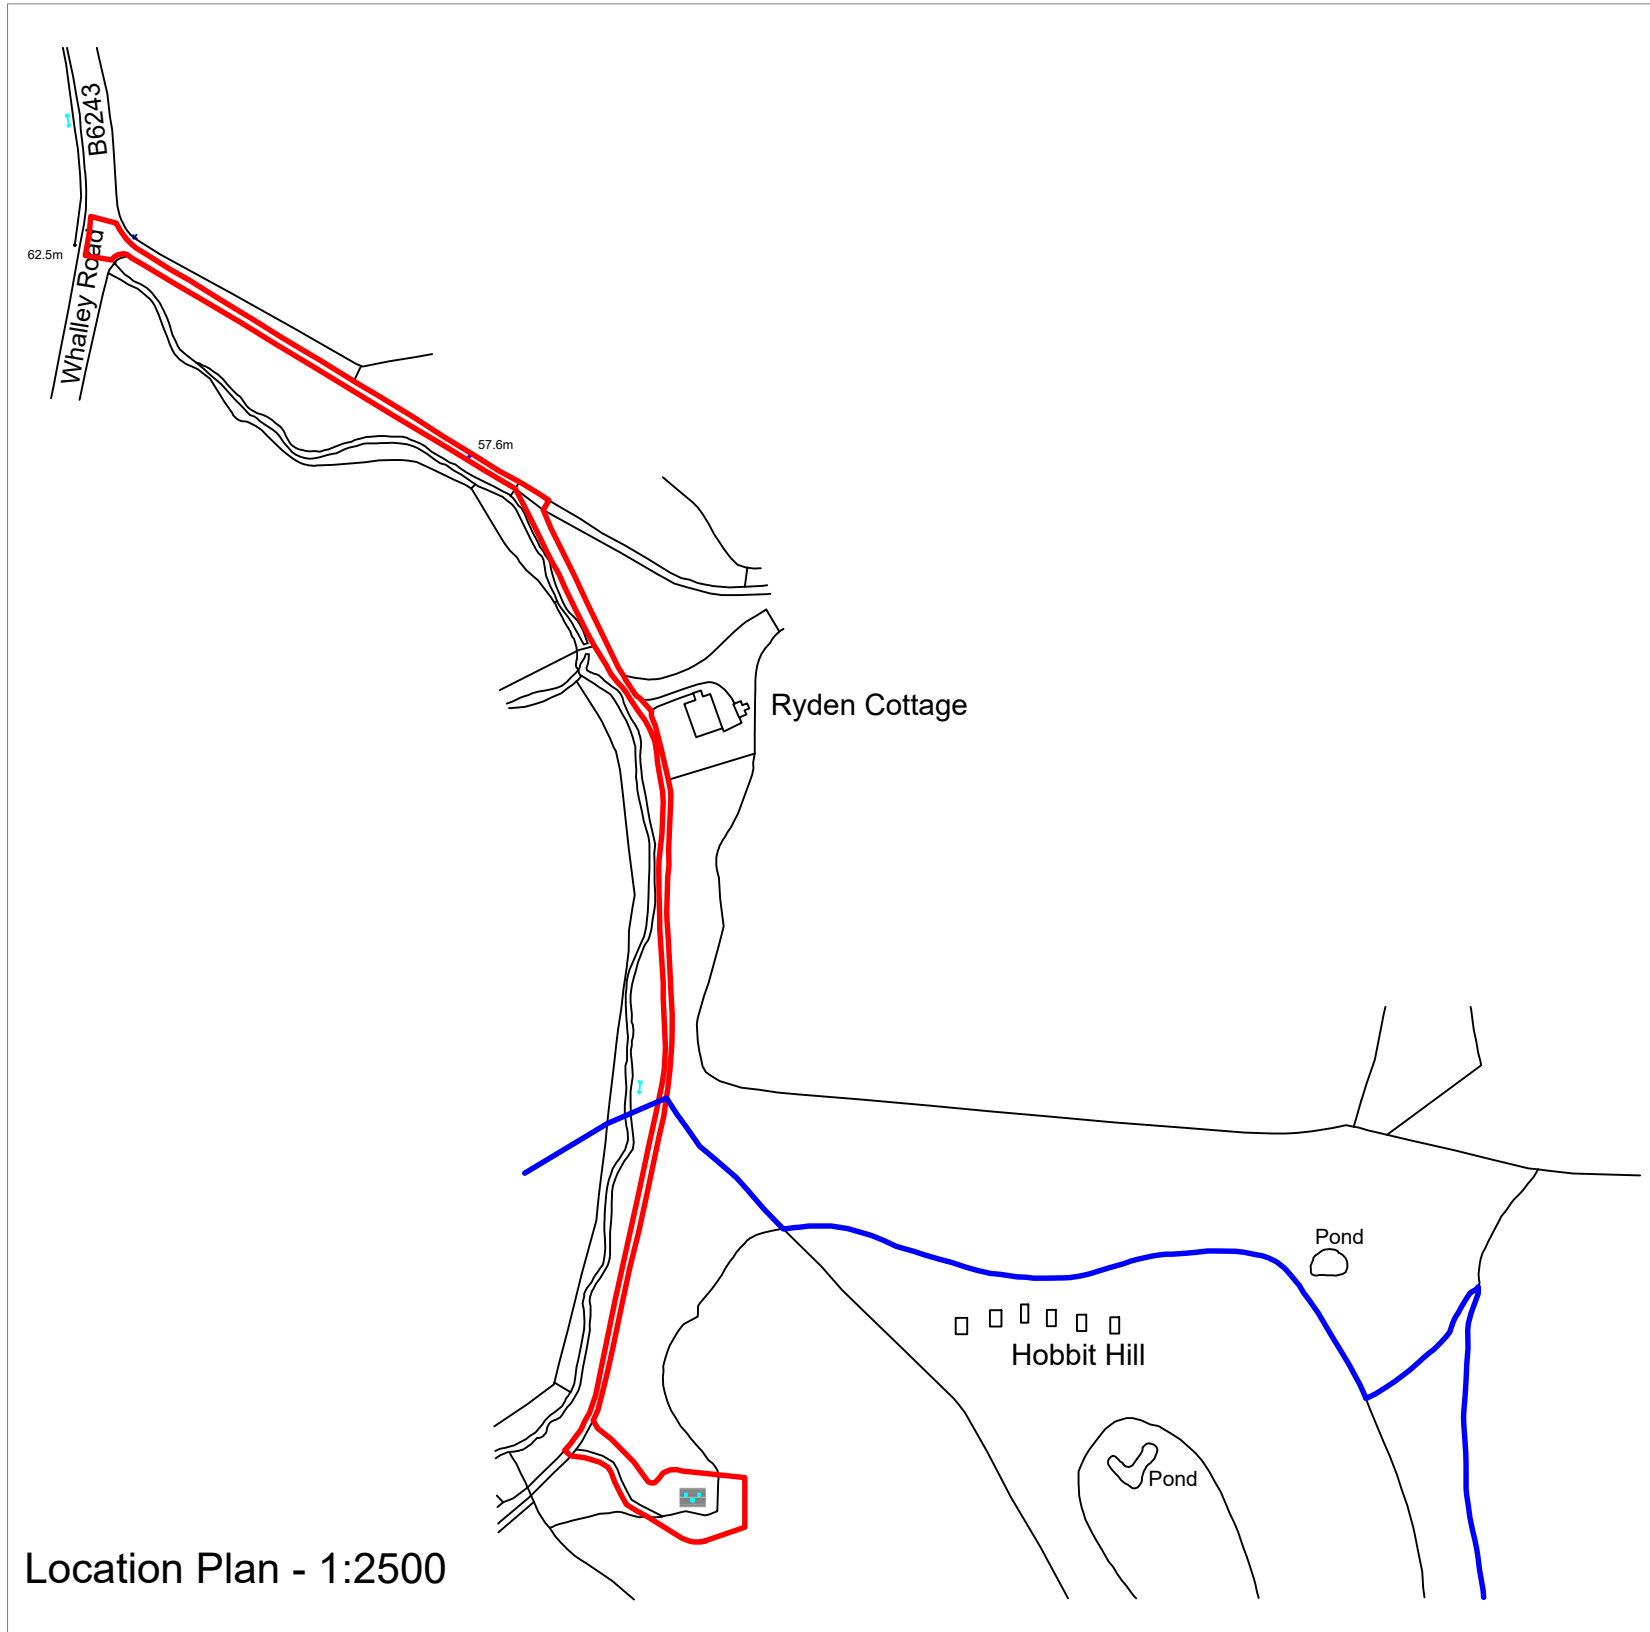 B6243
62.5m
Whalley Road
57.6m
Ryden Cottage
Pond
Hobbit Hill
Pond
Location Plan - 1:2500